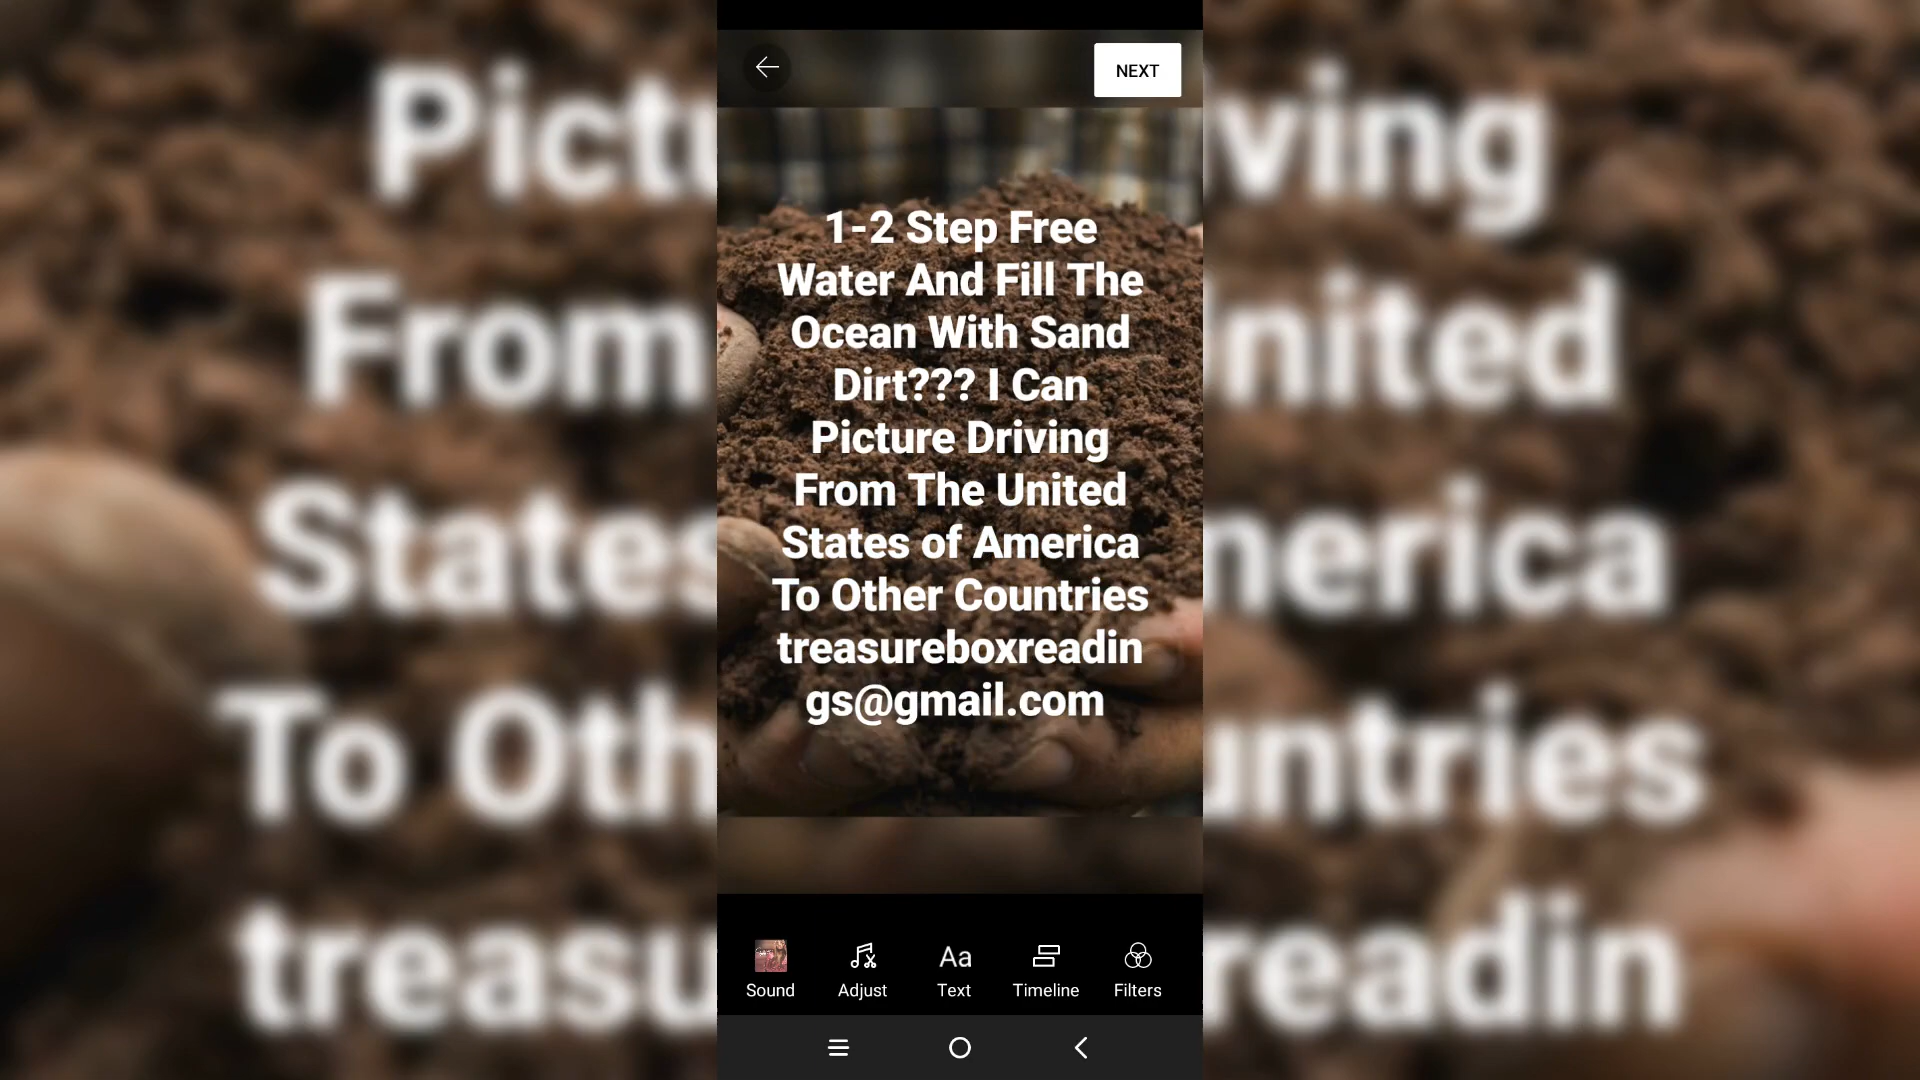 NEXT
1-2 Step Free
Water And Fill The
Ocean With Sand
Dirt??? I Can
Picture Driving
From The United
States of America
To Other Countries
treasureboxreadin
gs@gmail.com
Sound
Adjust
Aa
Text
Timeline
Filters